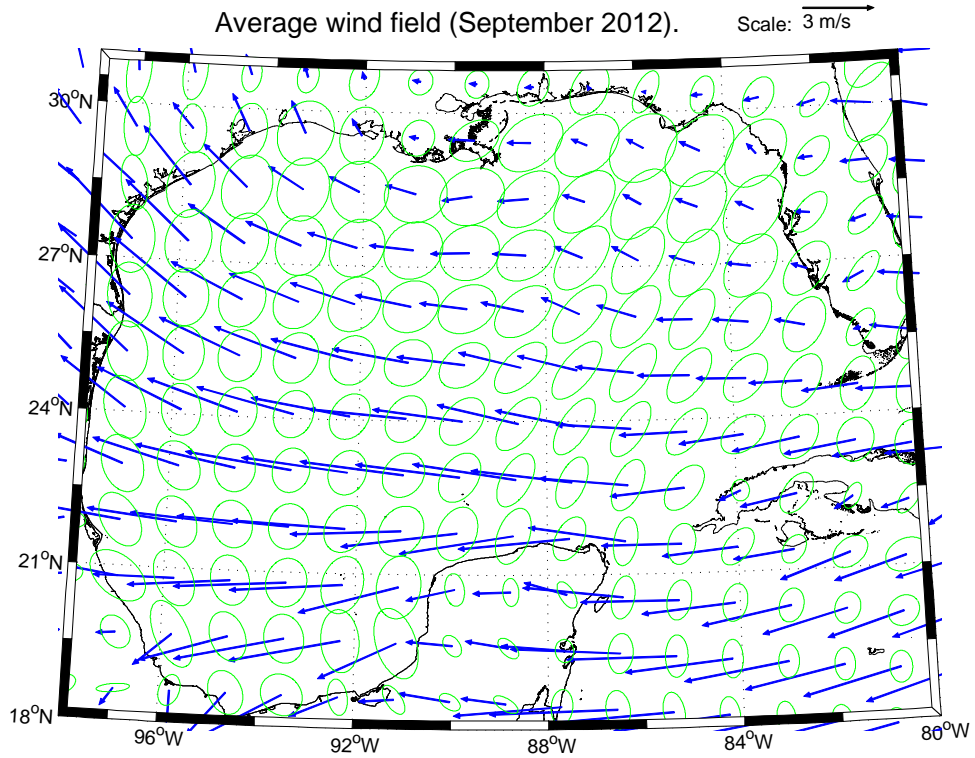 Average wind field (September 2012).
Scale: 3 m/s
30°N
27°N
24°N
21°N
18°N
96°W 92°W 88°W 84°W 80°W